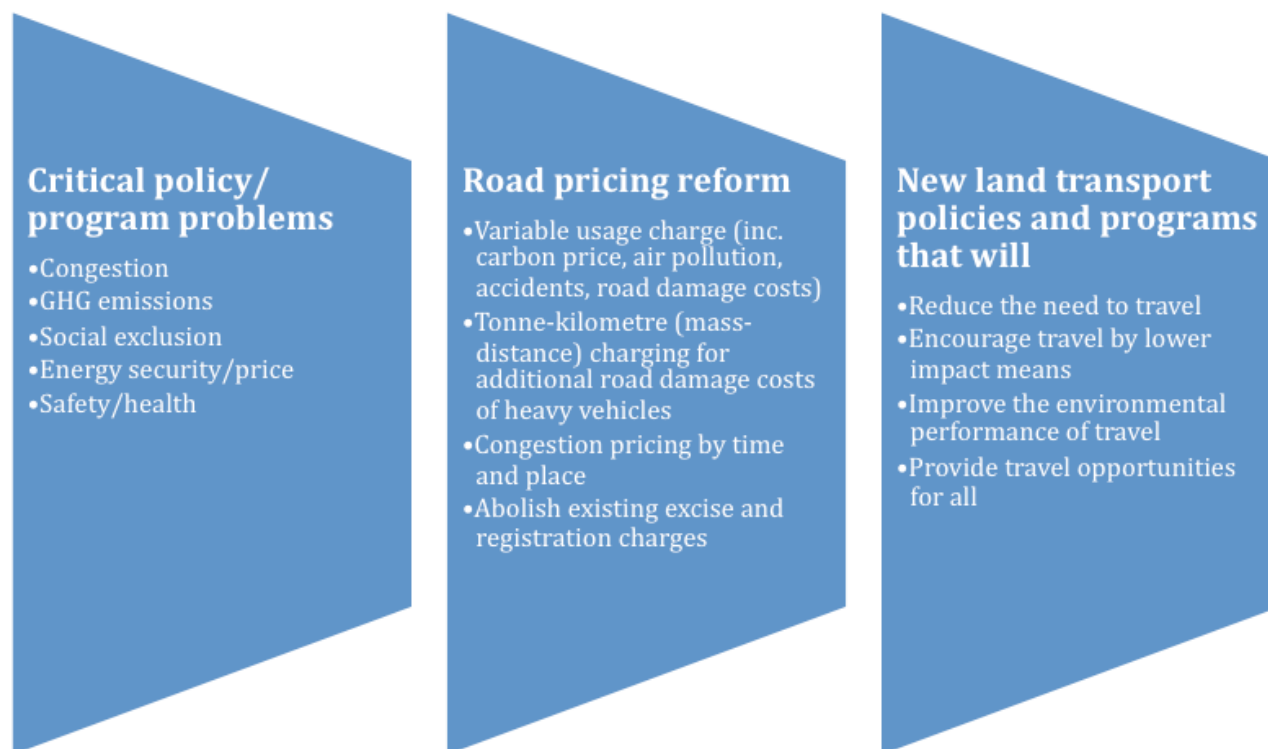 Critical policy/
program problems
•Congestion
•GHG emissions
•Social exclusion
•Energy security/price
•Safety/health
Road pricing reform
•Variable usage charge (inc.
carbon price, air pollution,
accidents, road damage costs)
•Tonne-kilometre (mass-
distance) charging for
additional road damage costs
of heavy vehicles
•Congestion pricing by time
and place
•Abolish existing excise and
registration charges
New land transport
policies and programs
that will
•Reduce the need to travel
•Encourage travel by lower
impact means
•Improve the environmental
performance of travel
•Provide travel opportunities
for all